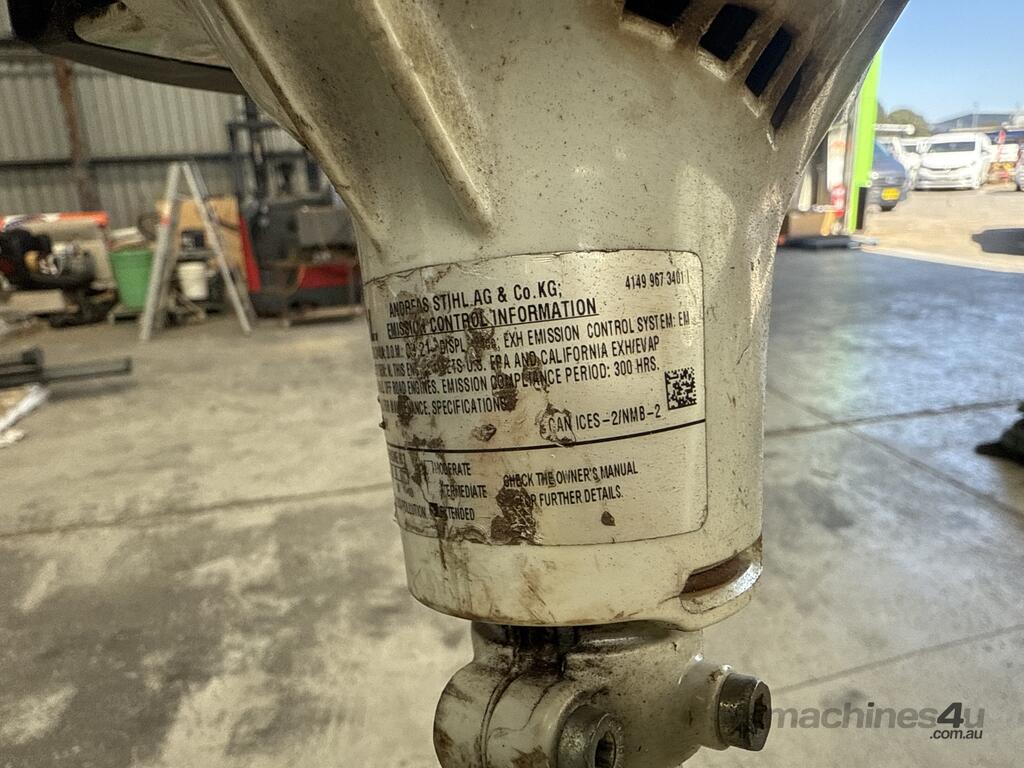 ANDREAS STIHL AG & Co. KG;
4149 967 3401
EMISSION CONTROL INFORMATION
D.O.M.: EXH EMISSION CONTROL SYSTEM: EM
THIS U.S. EPA AND CALIFORNIA EXH/EVAP
OFF ROAD ENGINES. EMISSION COMPLIANCE PERIOD: 300 HRS.
SPECIFICATIONS
CAN ICES-2/NMB-2
MODERATE
CHECK THE OWNER'S MANUAL
FURTHER DETAILS.
EXTENDED
machines4u
.com.au